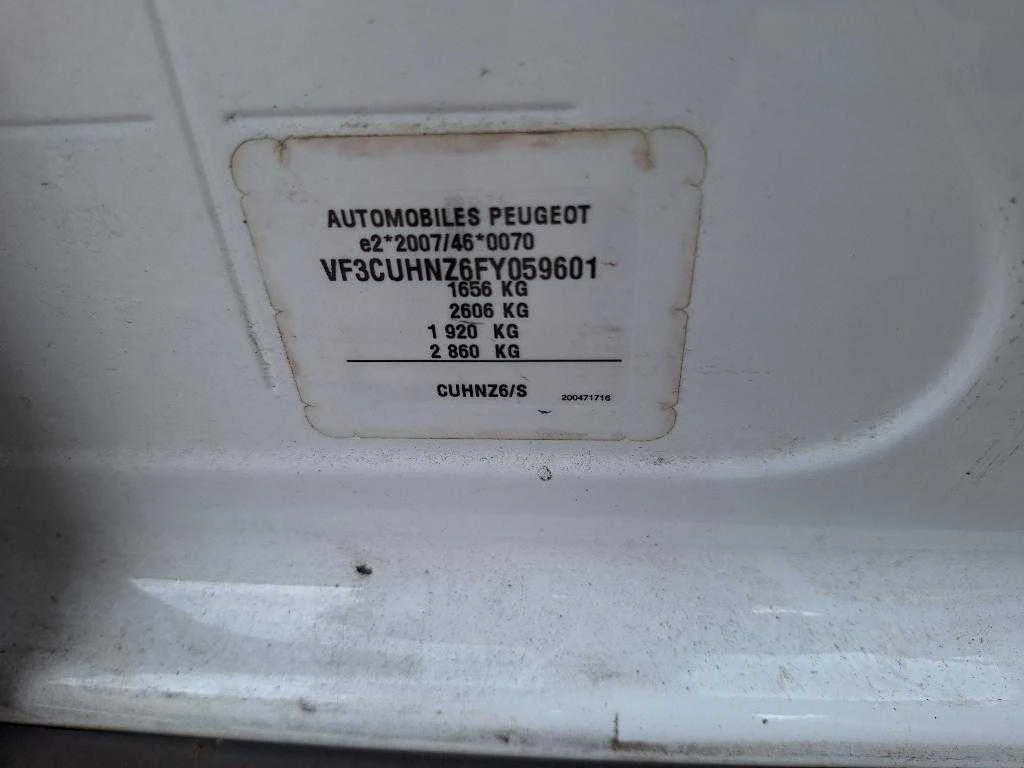 AUTOMOBILES PEUGEOT
e2*2007/46*0070
VF3CUHNZ6FY059601
1656 KG
2606 KG
1 920 KG
2 860 KG
CUHNZ6/S
200471716